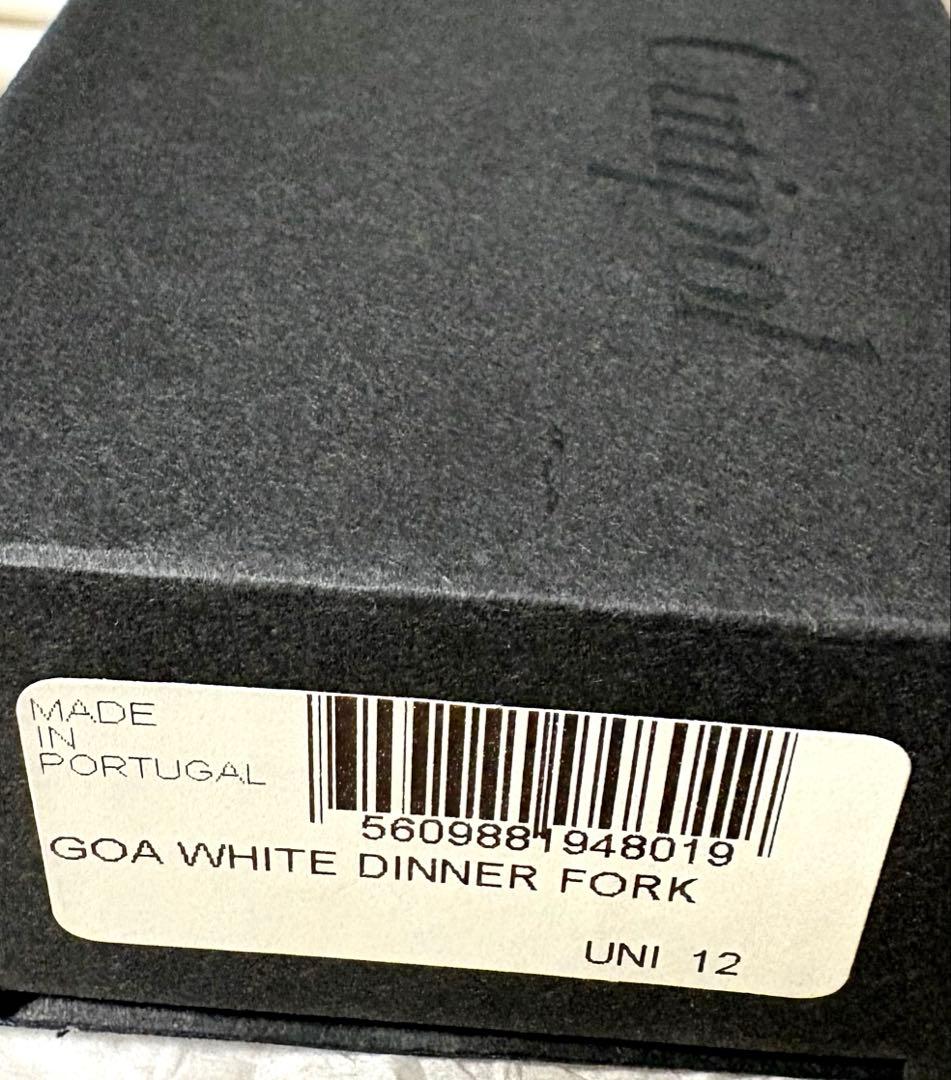 Cutipol
MADE
IN
PORTUGAL
5609881948019
GOA WHITE DINNER FORK
UNI 12